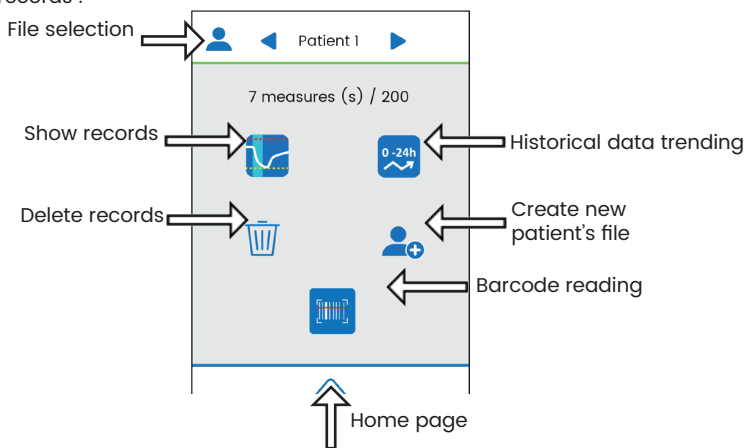 records .
File selection
Patient 1
7 measures (s) / 200
Show records
0 -24h
Historical data trending
Delete records
Create new
patient's file
Barcode reading
Home page